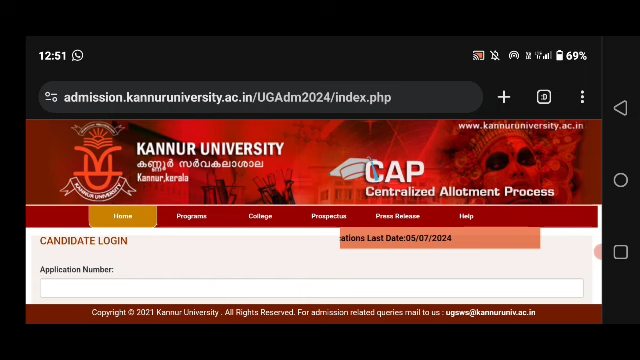 12:51
69%
admission.kannuruniversity.ac.in/UGAdm2024/index.php
:D
www.kannuruniversity.ac.in
KANNUR UNIVERSITY
കണ്ണൂർ സർവകലാശാല
Kannur,kerala
CAP
Centralized Allotment Process
Home Programs College Prospectus Press Release Help
CANDIDATE LOGIN
cations Last Date:05/07/2024
Application Number:
Copyright © 2021 Kannur University . All Rights Reserved. For admission related queries mail to us : ugsws@kannuruniv.ac.in